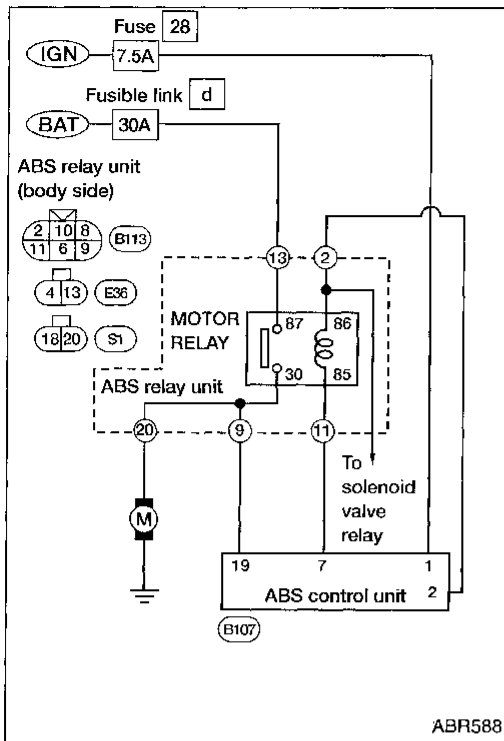 Fuse 28
IGN 7.5A
Fusible link d
BAT 30A
ABS relay unit
(body side)
2 10 8
11 6 9
B113
4 13
E36
18 20
S1
13
2
MOTOR
RELAY
87
86
30
85
ABS relay unit
20
9
11
To
solenoid
valve
relay
M
19
7
1
ABS control unit
2
B107
ABR588